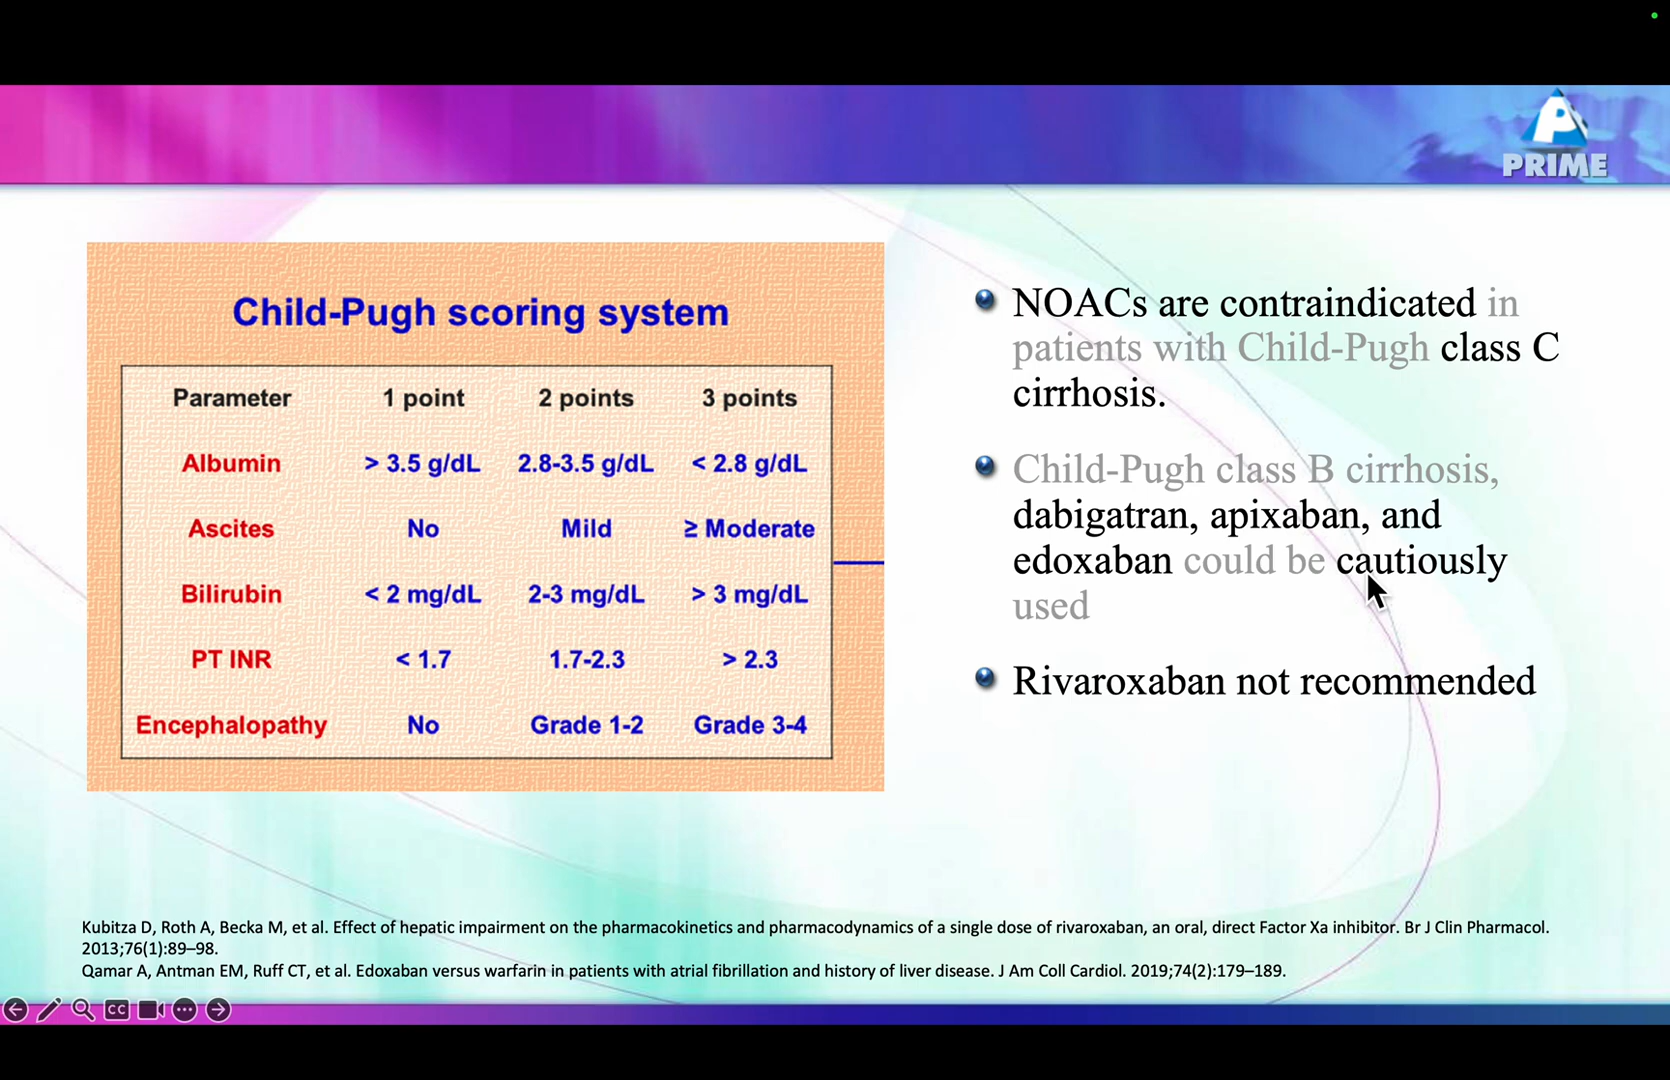 PRIME
Child-Pugh scoring system
Parameter 1 point 2 points 3 points
Albumin > 3.5 g/dL 2.8-3.5 g/dL < 2.8 g/dL
Ascites No Mild ≥ Moderate
Bilirubin < 2 mg/dL 2-3 mg/dL > 3 mg/dL
PT INR < 1.7 1.7-2.3 > 2.3
Encephalopathy No Grade 1-2 Grade 3-4
NOACs are contraindicated in
patients with Child-Pugh class C
cirrhosis.
Child-Pugh class B cirrhosis,
dabigatran, apixaban, and
edoxaban could be cautiously
used
Rivaroxaban not recommended
Kubitza D, Roth A, Becka M, et al. Effect of hepatic impairment on the pharmacokinetics and pharmacodynamics of a single dose of rivaroxaban, an oral, direct Factor Xa inhibitor. Br J Clin Pharmacol.
2013;76(1):89–98.
Qamar A, Antman EM, Ruff CT, et al. Edoxaban versus warfarin in patients with atrial fibrillation and history of liver disease. J Am Coll Cardiol. 2019;74(2):179–189.
CC